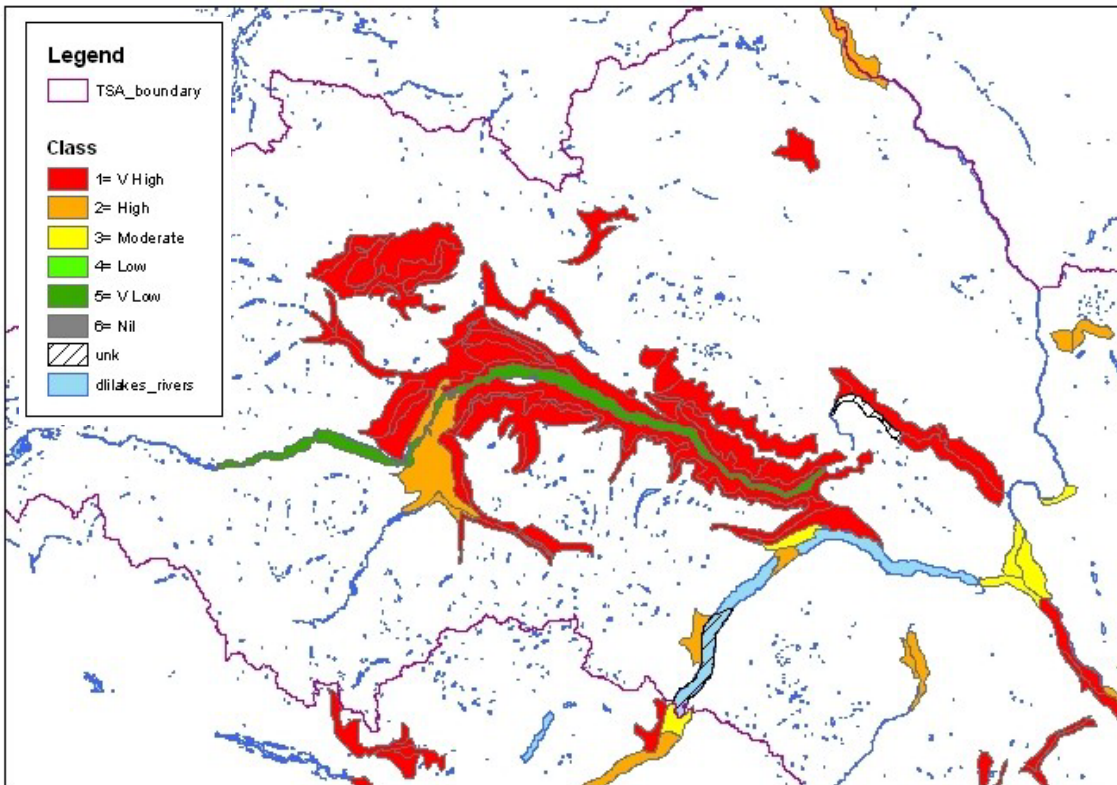 Legend
TSA_boundary
Class
1= V High
2= High
3= Moderate
4= Low
5= V Low
6= Nil
unk
dlilakes_rivers